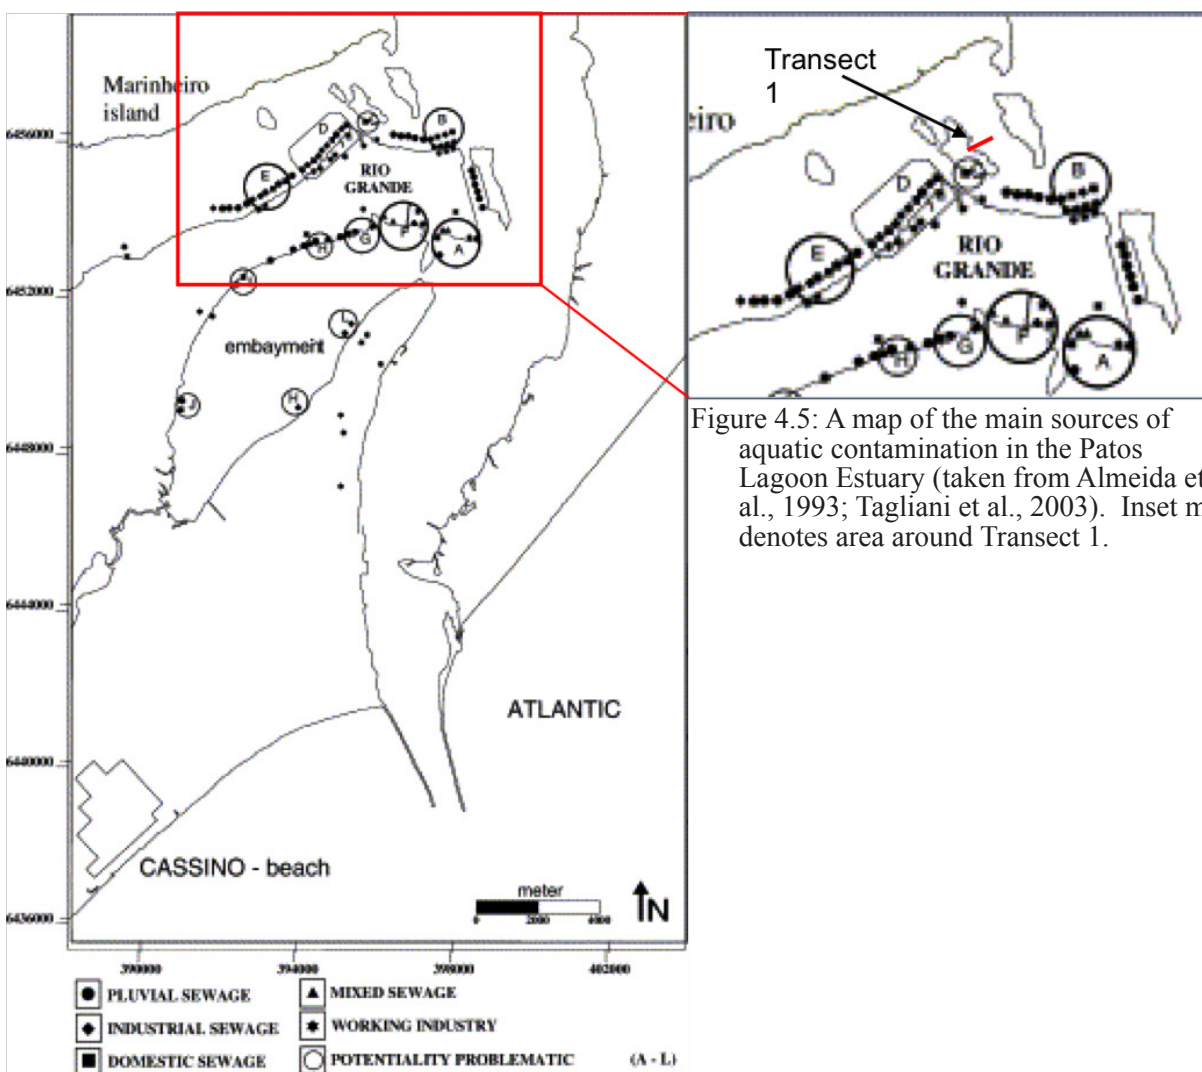 Marinheiro
island
6456000
D
B
E
RIO
GRANDE
H
G
F
A
6452000
L
embayment
J
H
6448000
6444000
ATLANTIC
6440000
CASSINO - beach
meter
0 2000 4000
N
6436000
390000 394000 398000 402000
PLUVIAL SEWAGE
INDUSTRIAL SEWAGE
DOMESTIC SEWAGE
MIXED SEWAGE
WORKING INDUSTRY
POTENTIALITY PROBLEMATIC (A - L)
Transect
1
eiro
D
B
E
RIO
GRANDE
H
G
F
A
Figure 4.5: A map of the main sources of
aquatic contamination in the Patos
Lagoon Estuary (taken from Almeida et
al., 1993; Tagliani et al., 2003). Inset m
denotes area around Transect 1.